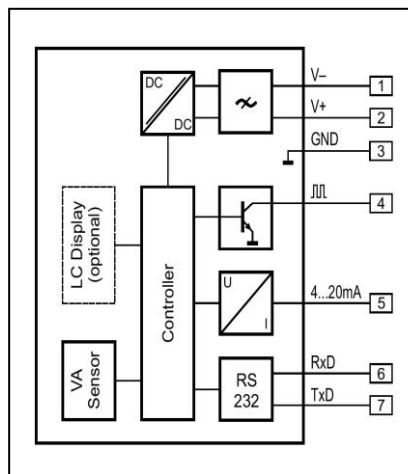 DC
DC
V–
1
V+
2
GND
3
4
LC Display
(optional)
Controller
U
I
4...20mA
5
VA
Sensor
RS
232
RxD
6
TxD
7